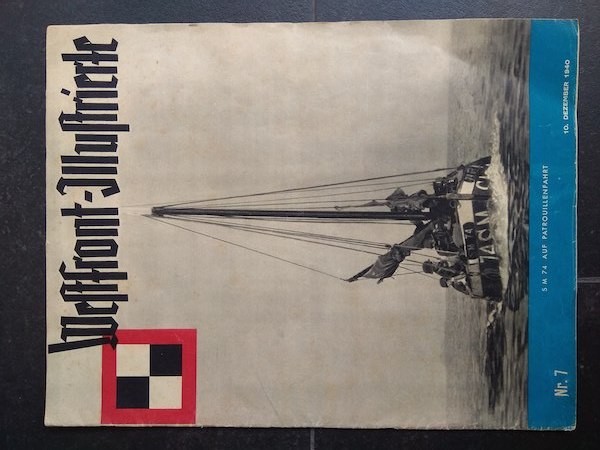 Westfront-Illustrierte
Nr. 7
S M 74 AUF PATROUILLENFAHRT
10. DEZEMBER 1940